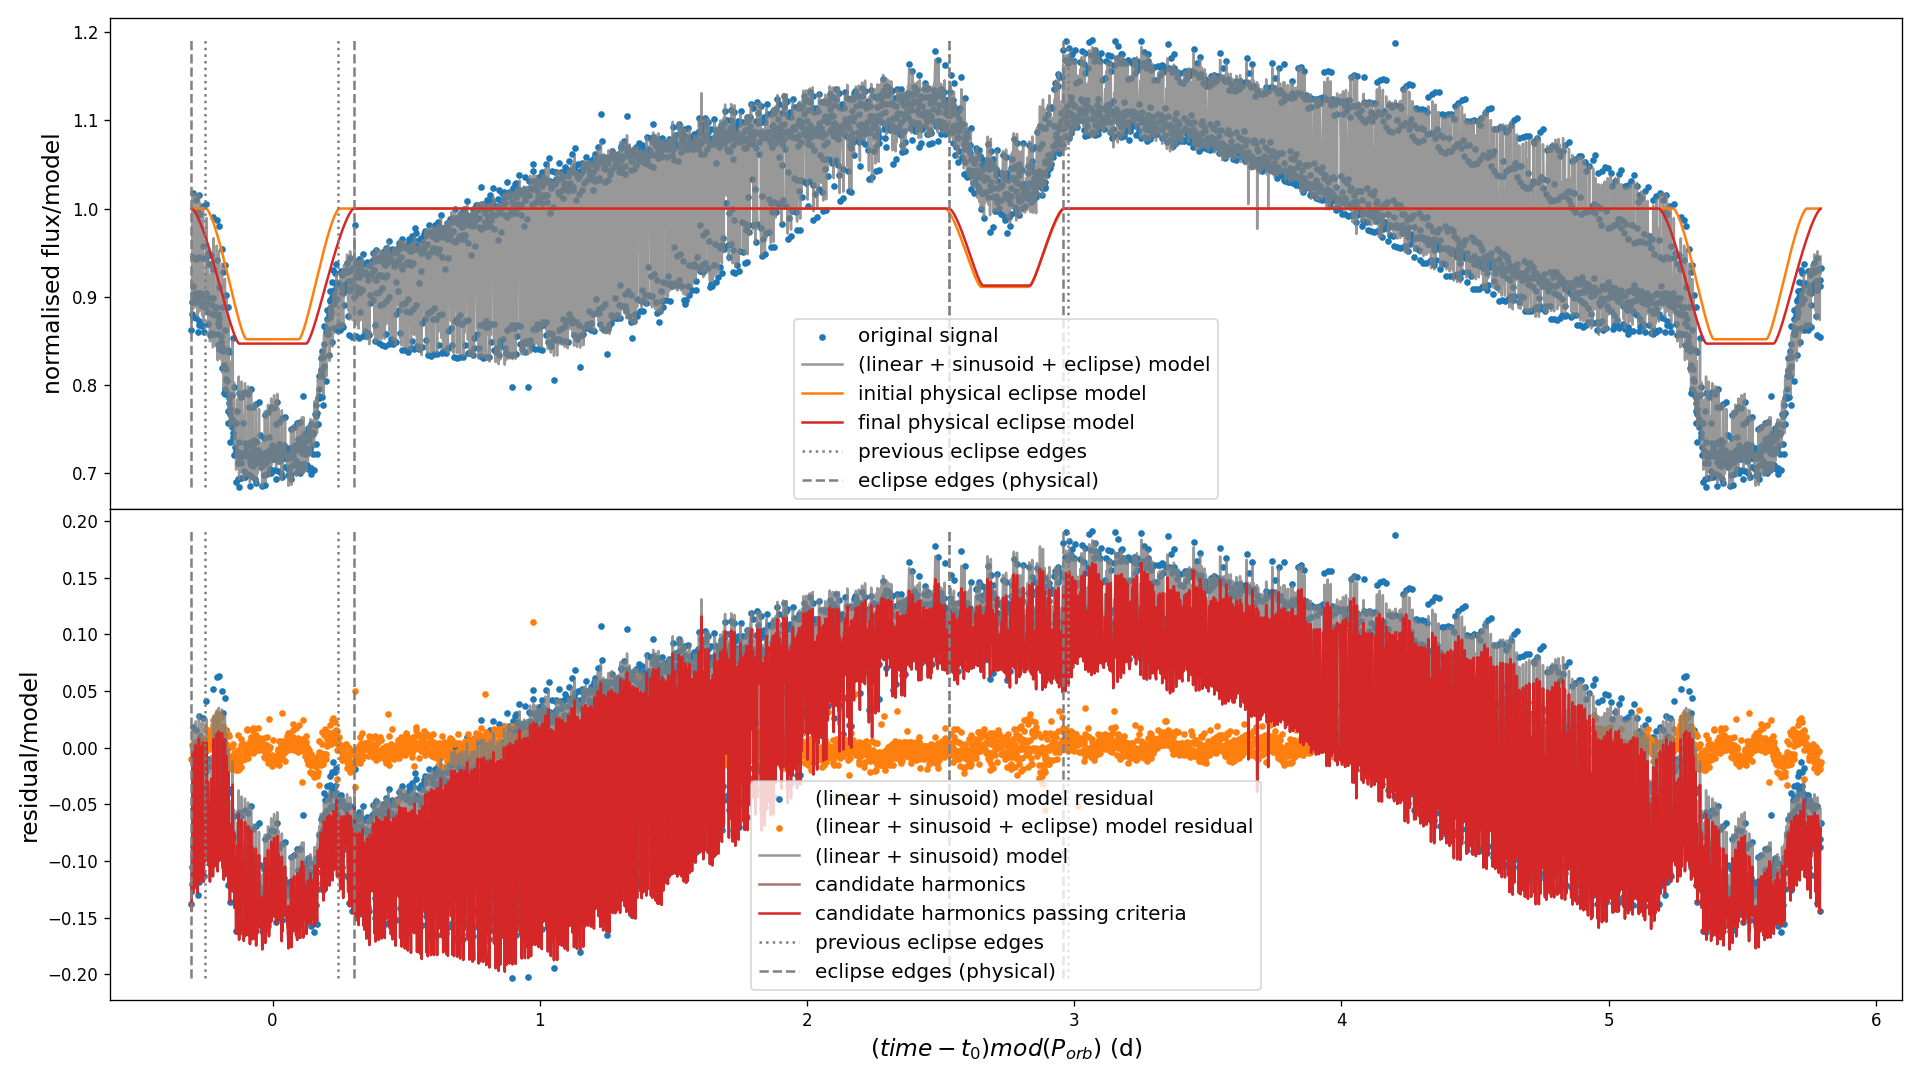 1.2
1.1
1.0
0.9
0.8
0.7
normalised flux/model
original signal
(linear + sinusoid + eclipse) model
initial physical eclipse model
final physical eclipse model
previous eclipse edges
eclipse edges (physical)
0.20
0.15
0.10
0.05
0.00
−0.05
−0.10
−0.15
−0.20
residual/model
(linear + sinusoid) model residual
(linear + sinusoid + eclipse) model residual
(linear + sinusoid) model
candidate harmonics
candidate harmonics passing criteria
previous eclipse edges
eclipse edges (physical)
0 1 2 3 4 5 6
(time − t₀)mod(P_orb) (d)